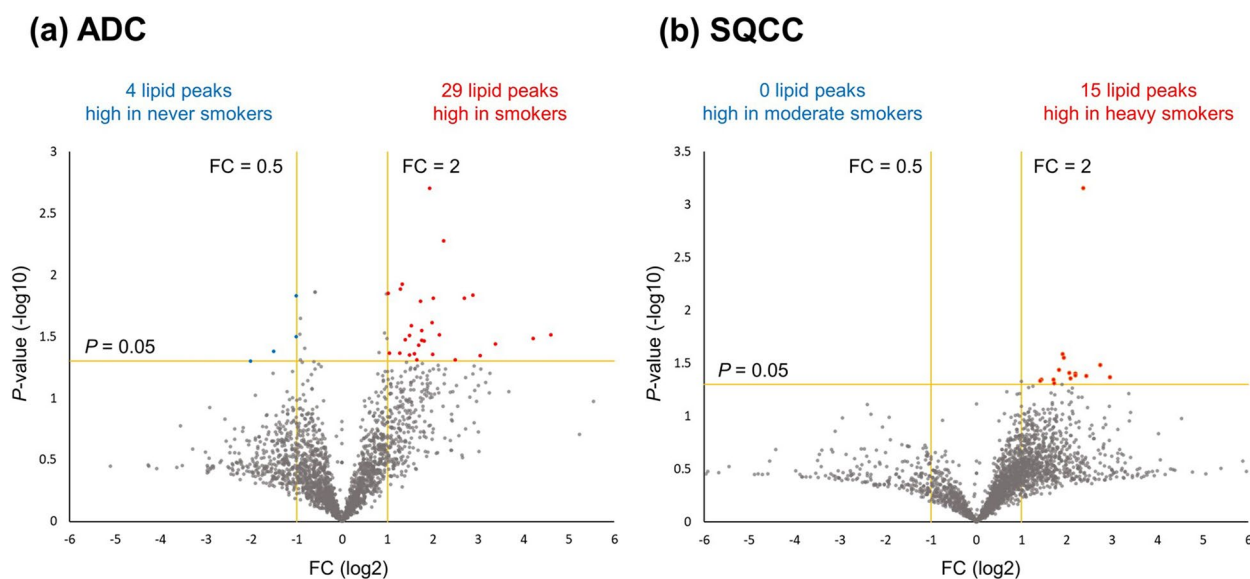 (a) ADC
4 lipid peaks
high in never smokers
29 lipid peaks
high in smokers
FC = 0.5
FC = 2
P = 0.05
3
2.5
2
1.5
1
0.5
0
P-value (-log10)
-6 -5 -4 -3 -2 -1 0 1 2 3 4 5 6
FC (log2)
(b) SQCC
0 lipid peaks
high in moderate smokers
15 lipid peaks
high in heavy smokers
FC = 0.5
FC = 2
P = 0.05
3.5
3
2.5
2
1.5
1
0.5
0
P-value (-log10)
-6 -5 -4 -3 -2 -1 0 1 2 3 4 5 6
FC (log2)